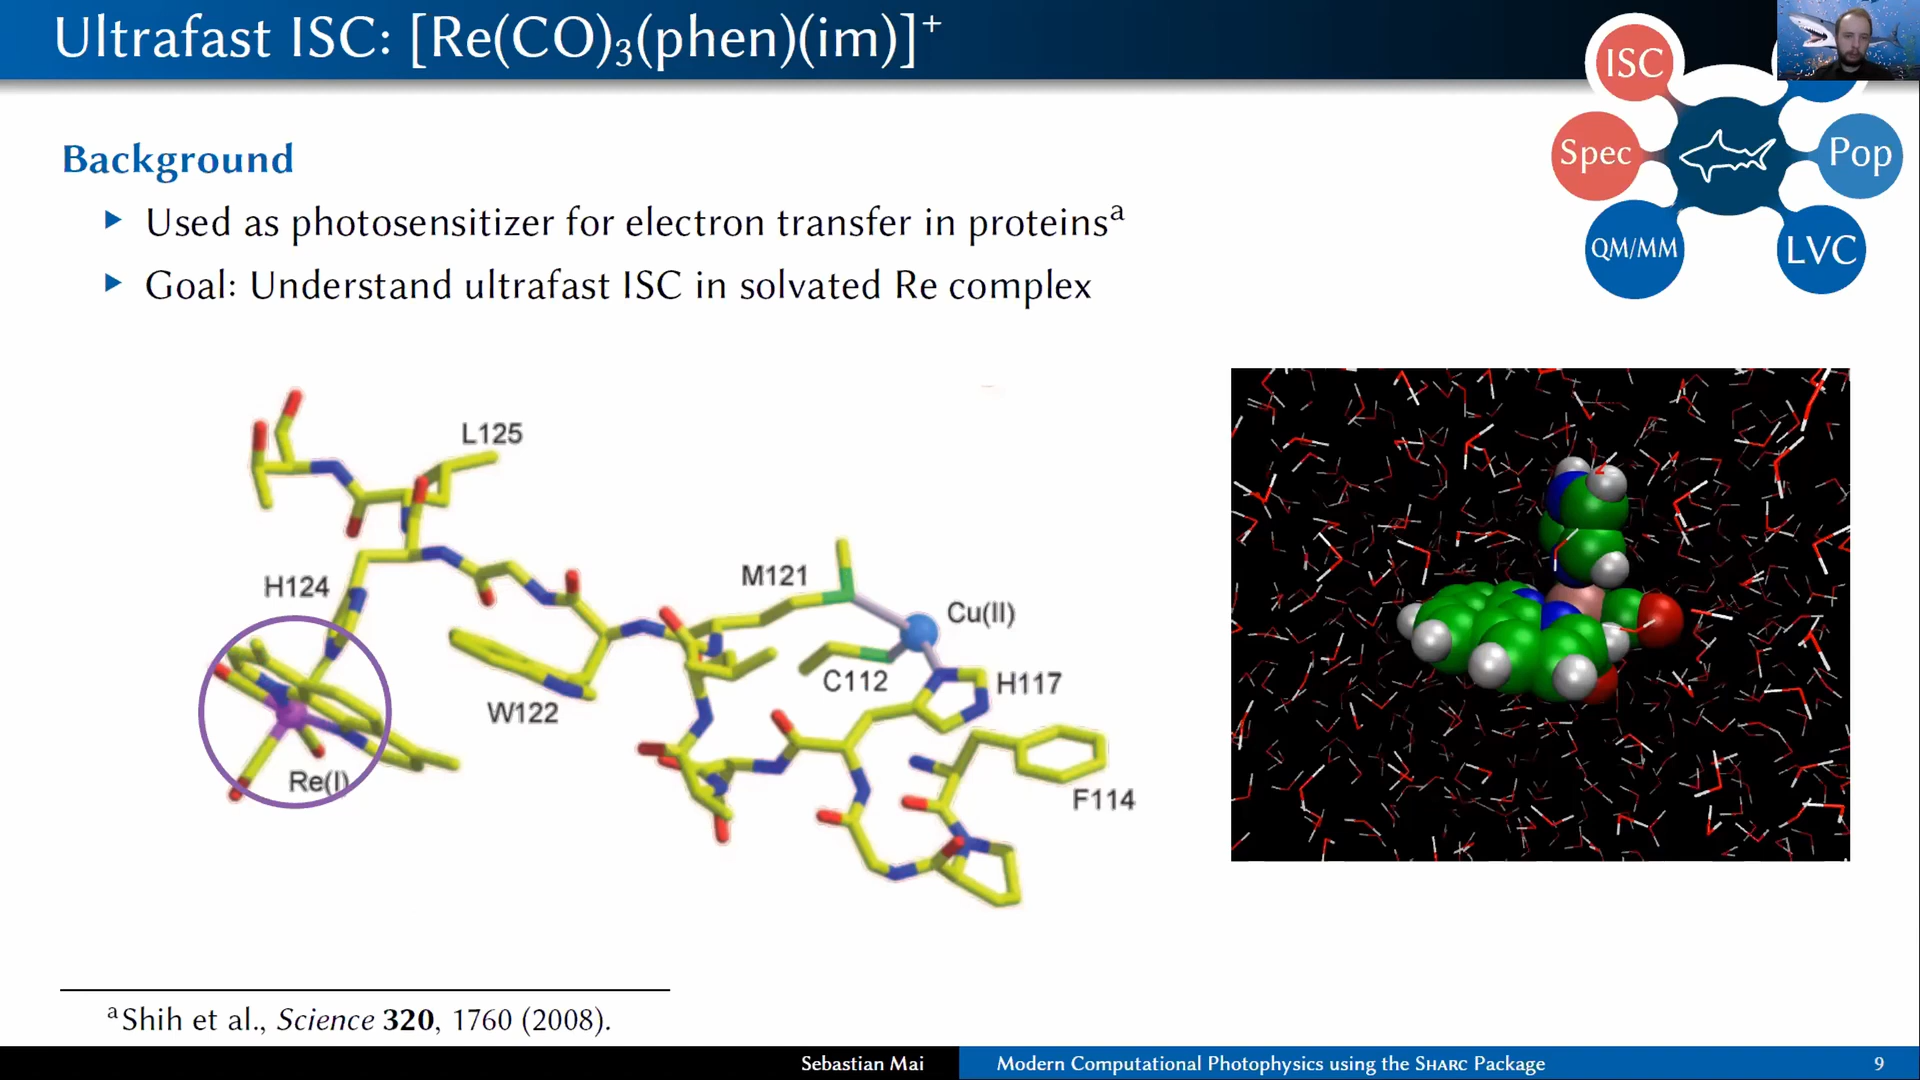 Ultrafast ISC: [Re(CO)₃(phen)(im)]⁺
ISC
Spec
Pop
QM/MM
LVC
Background
Used as photosensitizer for electron transfer in proteinsᵃ
Goal: Understand ultrafast ISC in solvated Re complex
L125
H124
M121
Cu(II)
C112
H117
W122
Re(I)
F114
ᵃ Shih et al., Science 320, 1760 (2008).
Sebastian Mai
Modern Computational Photophysics using the SHARC Package
9